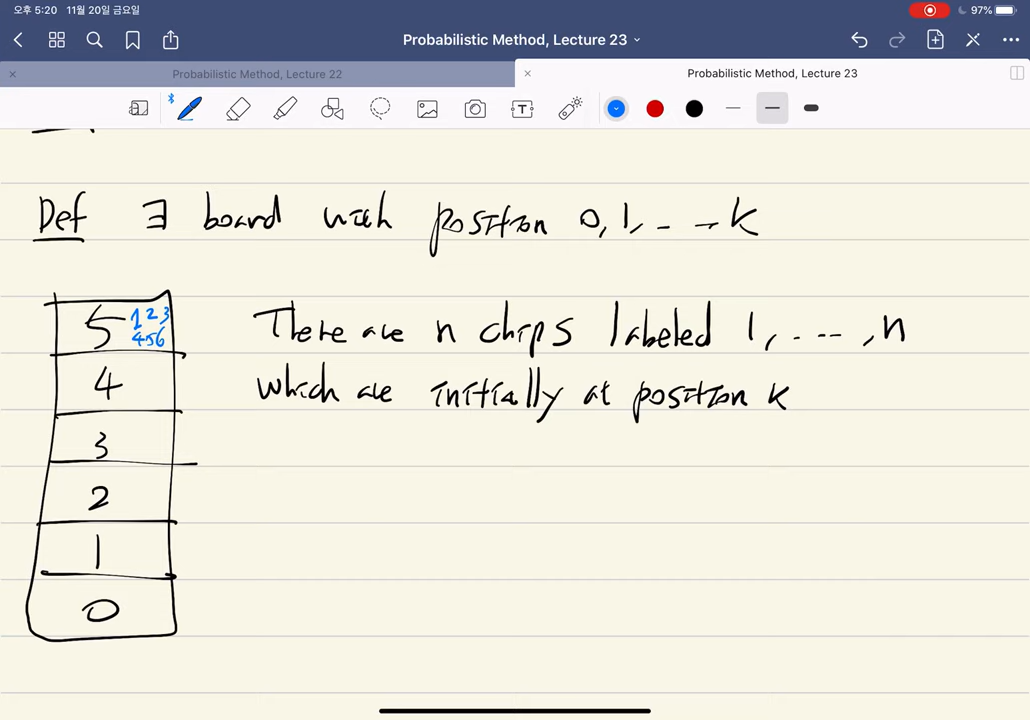 오후 5:20 11월 20일 금요일
97%
Probabilistic Method, Lecture 23
Probabilistic Method, Lecture 22
Probabilistic Method, Lecture 23
Def ∃ board with position 0, 1, ... k
5 1 2 3
4 5 6
4
3
2
1
0
There are n chips labeled 1, ..., n
which are initially at position k